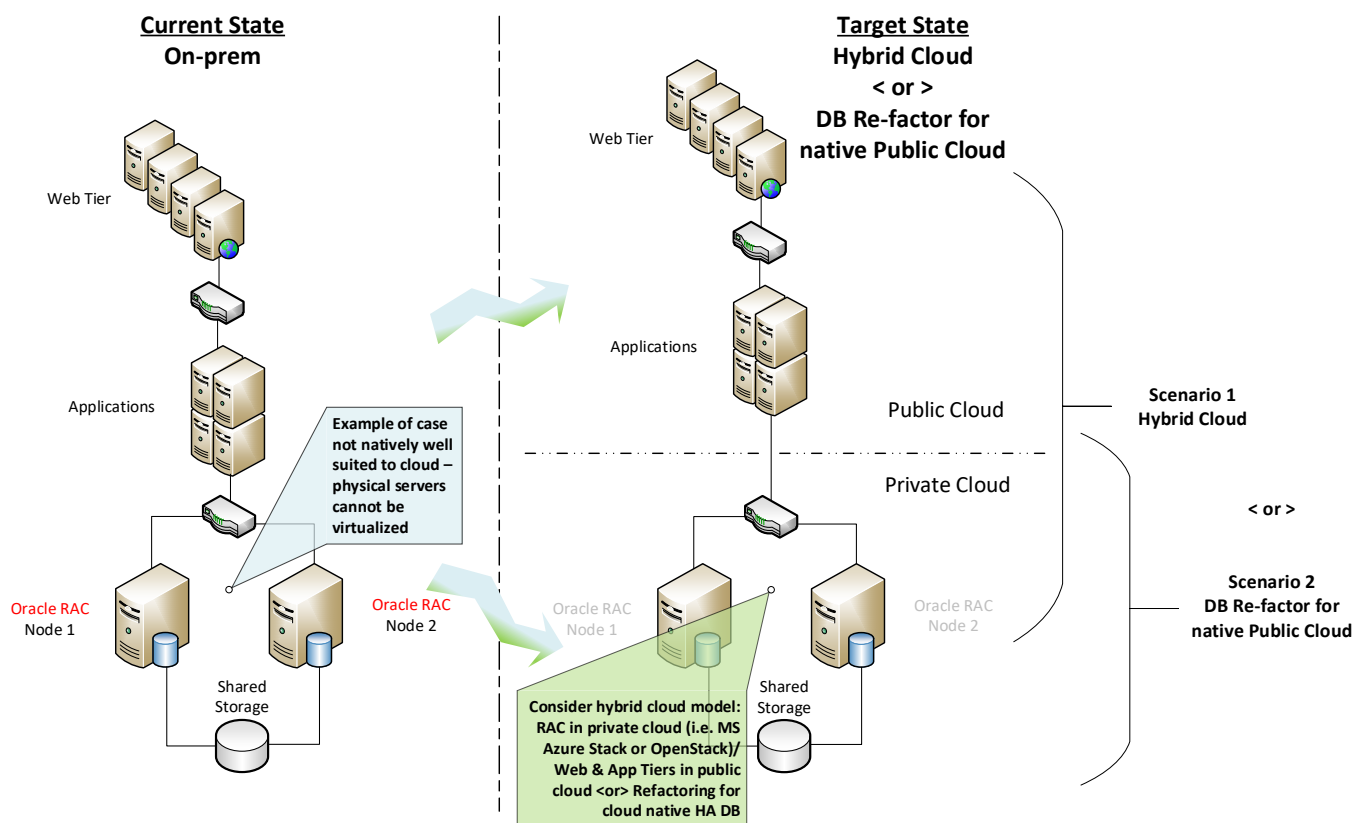 Current State
On-prem
Web Tier
Applications
Example of case
not natively well
suited to cloud –
physical servers
cannot be
virtualized
Oracle RAC
Node 1
Oracle RAC
Node 2
Shared
Storage
Target State
Hybrid Cloud
< or >
DB Re-factor for
native Public Cloud
Web Tier
Applications
Public Cloud
Private Cloud
Oracle RAC
Node 1
Oracle RAC
Node 2
Shared
Storage
Consider hybrid cloud model:
RAC in private cloud (i.e. MS
Azure Stack or OpenStack)/
Web & App Tiers in public
cloud <or> Refactoring for
cloud native HA DB
Scenario 1
Hybrid Cloud
< or >
Scenario 2
DB Re-factor for
native Public Cloud